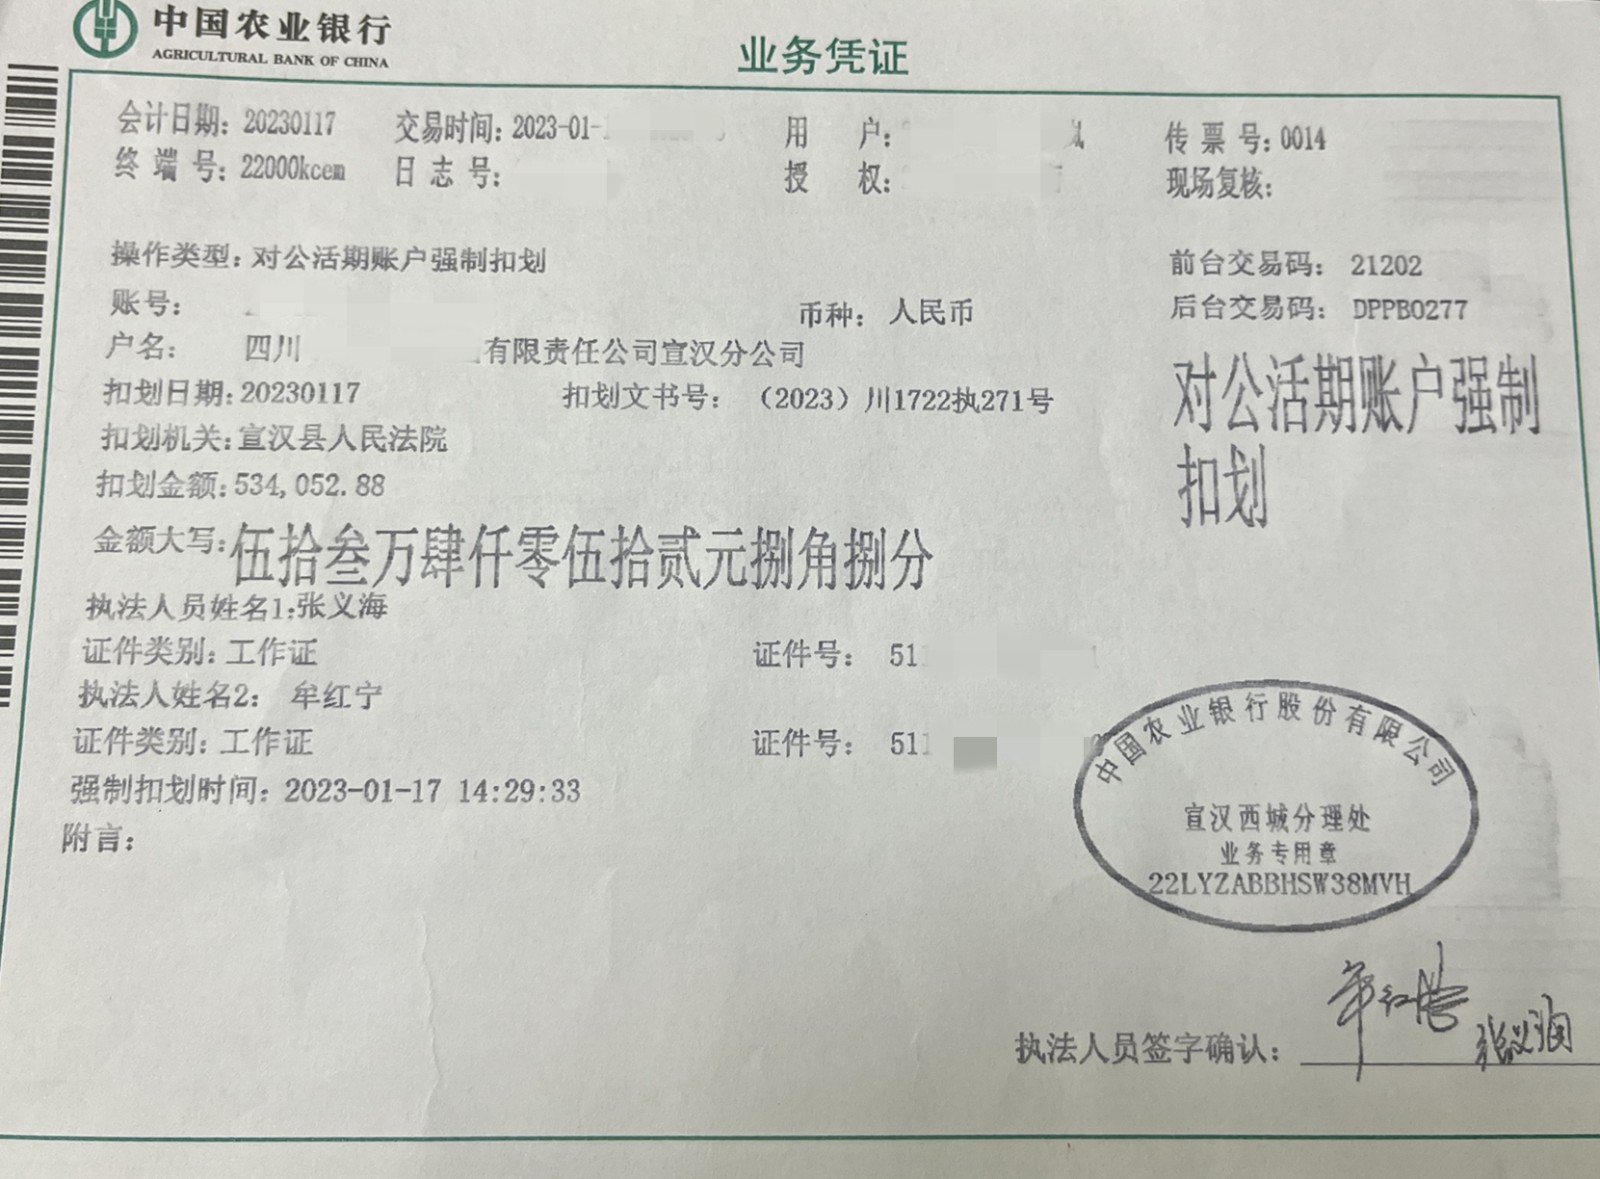 中国农业银行
AGRICULTURAL BANK OF CHINA
业务凭证
会计日期: 20230117 交易时间: 2023-01- 用 户: 传 票 号: 0014
终 端 号: 22000kcem 日 志 号: 授 权: 现场复核:
操作类型: 对公活期账户强制扣划 前台交易码: 21202
账号: 币种: 人民币 后台交易码: DPPB0277
户名: 四川 有限责任公司宣汉分公司
对公活期账户强制
扣划
扣划日期: 20230117 扣划文书号: （2023）川1722执271号
扣划机关: 宣汉县人民法院
扣划金额: 534,052.88
金额大写: 伍拾叁万肆仟零伍拾贰元捌角捌分
执法人员姓名1: 张义海
证件类别: 工作证 证件号: 511
执法人姓名2: 牟红宁
证件类别: 工作证 证件号: 511
强制扣划时间: 2023-01-17 14:29:33
附言:
中国农业银行股份有限公司
宣汉西城分理处
业务专用章
22LYZABBHSW38MVH
执法人员签字确认: